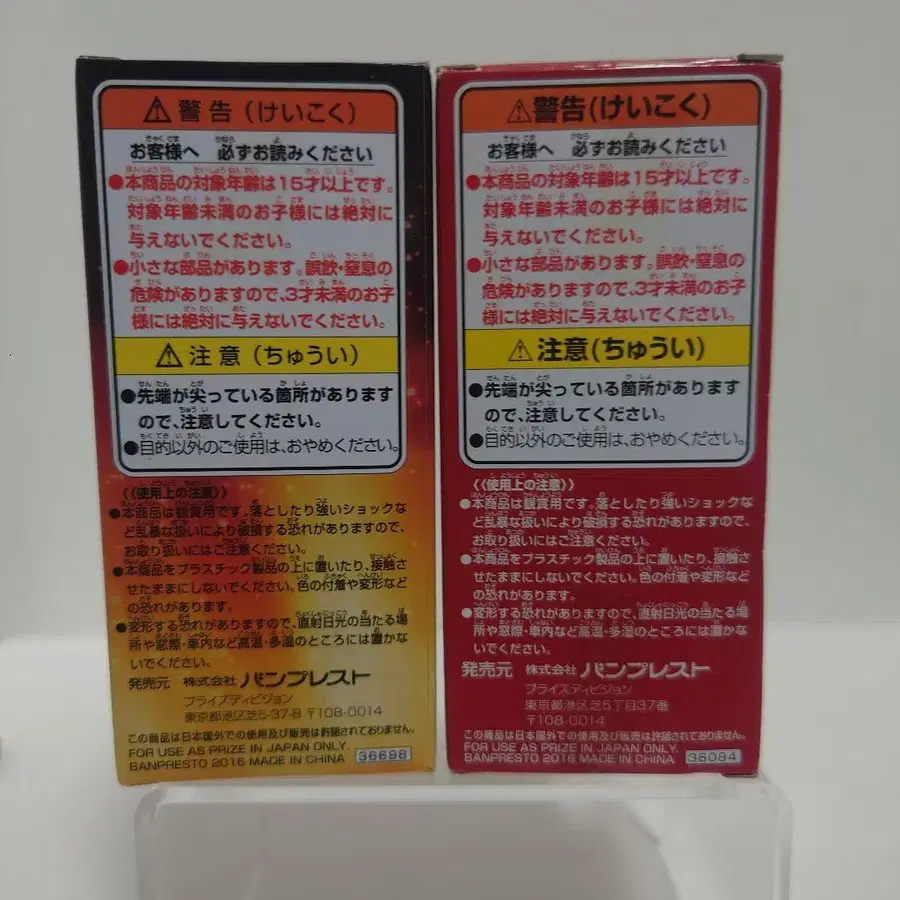 ⚠警告(けいこく)
お客様へ 必ずお読みください
●本商品の対象年齢は15才以上です。
対象年齢未満のお子様には絶対に
与えないでください。
●小さな部品があります。誤飲・窒息の
危険がありますので、3才未満のお子
様には絶対に与えないでください。
⚠注意(ちゅうい)
●先端が尖っている箇所があります
ので、注意してください。
●目的以外のご使用は、おやめください。
《使用上の注意》
●本商品は観賞用です。落としたり強いショックな
ど乱暴な扱いにより破損する恐れがありますので、
お取り扱いにはご注意ください。
●本商品をプラスチック製品の上に置いたり、接触さ
せたままにしないでください。色の付着や変形など
の恐れがあります。
●変形する恐れがありますので、直射日光の当たる場
所や窓際・車内など高温・多湿のところには置かな
いでください。
発売元 株式会社 バンプレスト
プライズディビジョン
東京都港区芝5-37-8 〒108-0014
この商品は日本国外での使用及び販売は許諾されておりません。
FOR USE AS PRIZE IN JAPAN ONLY.
BANPRESTO 2016 MADE IN CHINA 36698
⚠警告(けいこく)
お客様へ 必ずお読みください
●本商品の対象年齢は15才以上です。
対象年齢未満のお子様には絶対に
与えないでください。
●小さな部品があります。誤飲・窒息の
危険がありますので、3才未満のお子
様には絶対に与えないでください。
⚠注意(ちゅうい)
●先端が尖っている箇所があります
ので、注意してください。
●目的以外のご使用は、おやめください。
《使用上の注意》
●本商品は観賞用です。落としたり強いショックな
ど乱暴な扱いにより破損する恐れがありますので、
お取り扱いにはご注意ください。
●本商品をプラスチック製品の上に置いたり、接触さ
せたままにしないでください。色の付着や変形など
の恐れがあります。
●変形する恐れがありますので、直射日光の当たる場
所や窓際・車内など高温・多湿のところには置かな
いでください。
発売元 株式会社 バンプレスト
プライズディビジョン
東京都港区芝5丁目37番
〒108-0014
この商品は日本国外での使用及び販売は許諾されておりません。
FOR USE AS PRIZE IN JAPAN ONLY.
BANPRESTO 2016 MADE IN CHINA 36084